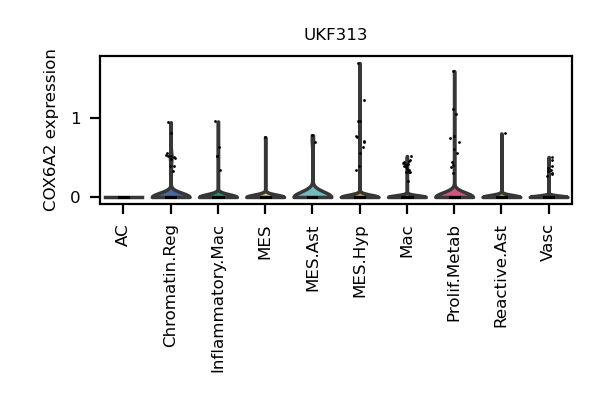 UKF313
COX6A2 expression
1
0
AC
Chromatin.Reg
Inflammatory.Mac
MES
MES.Ast
MES.Hyp
Mac
Prolif.Metab
Reactive.Ast
Vasc